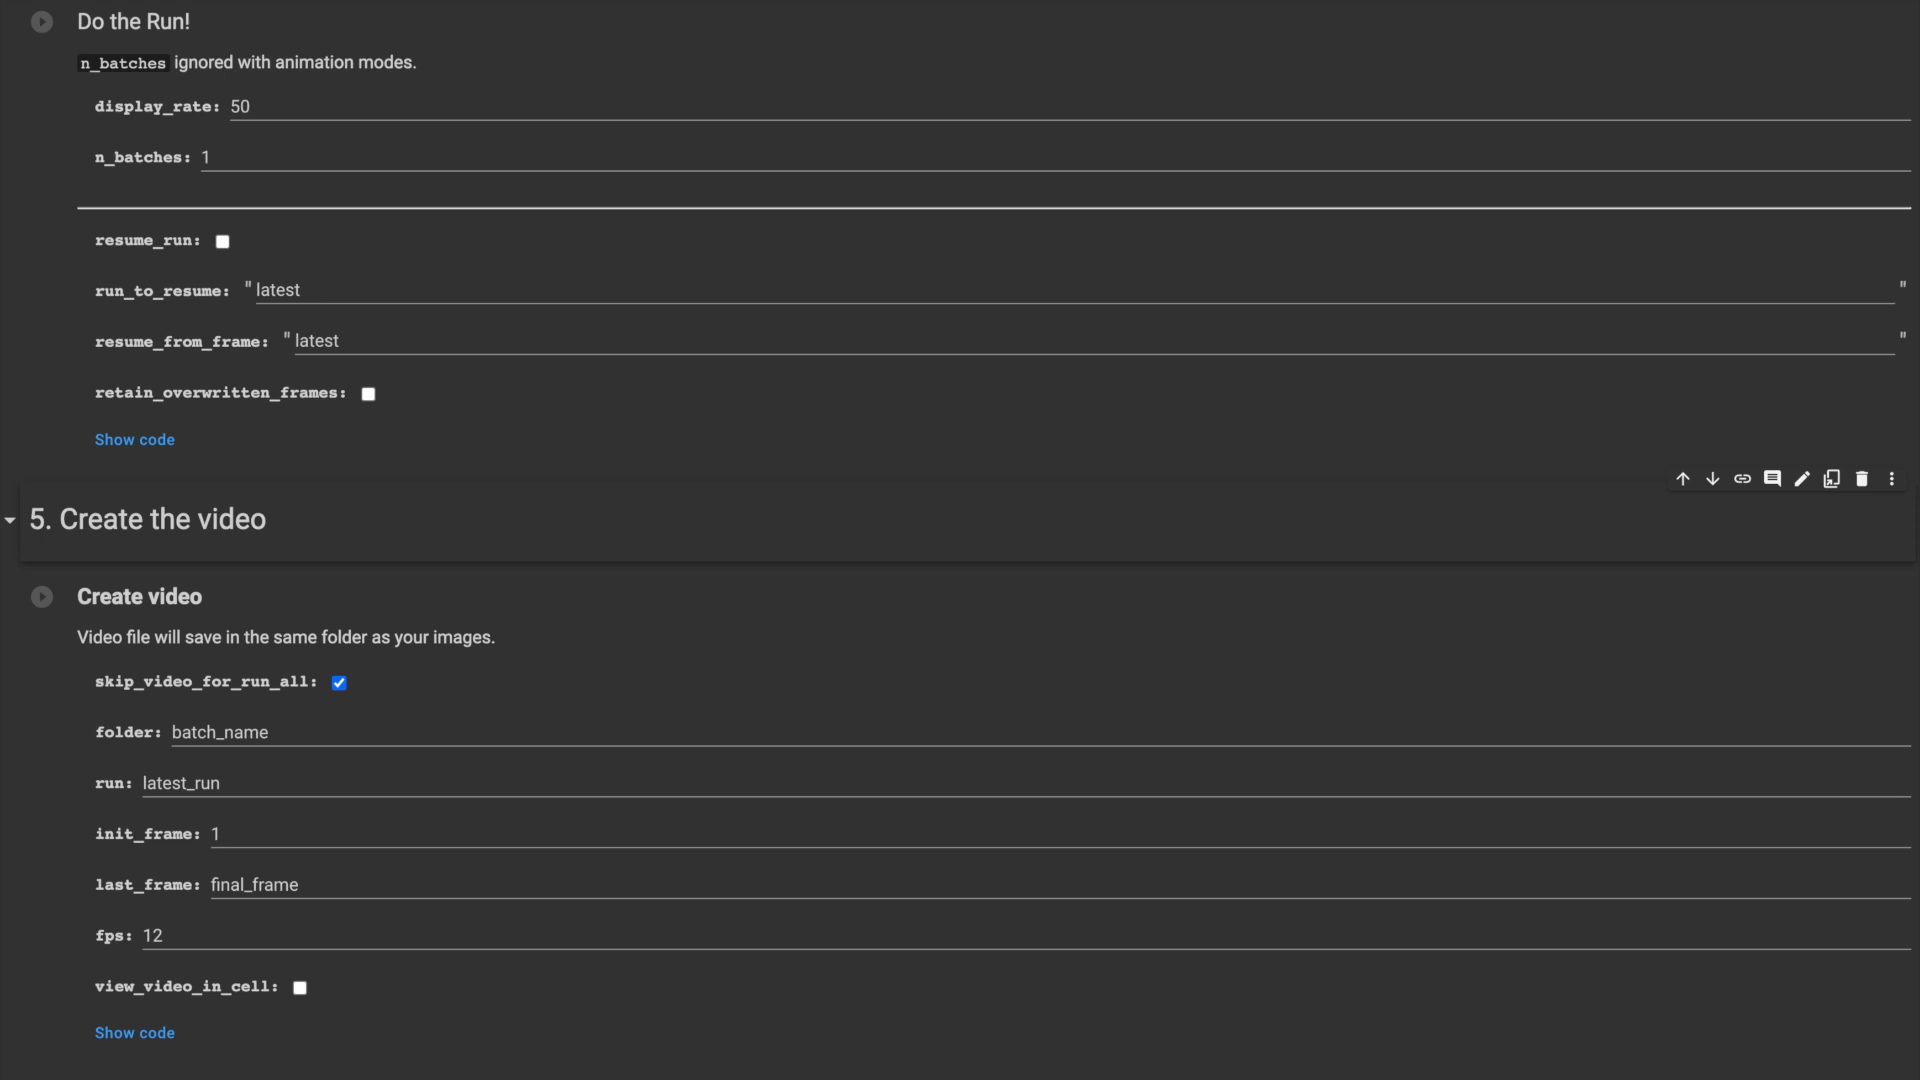 Do the Run!
n_batches ignored with animation modes.
display_rate: 50
n_batches: 1
resume_run:
run_to_resume: "latest"
resume_from_frame: "latest"
retain_overwritten_frames:
Show code
5. Create the video
Create video
Video file will save in the same folder as your images.
skip_video_for_run_all:
folder: batch_name
run: latest_run
init_frame: 1
last_frame: final_frame
fps: 12
view_video_in_cell:
Show code